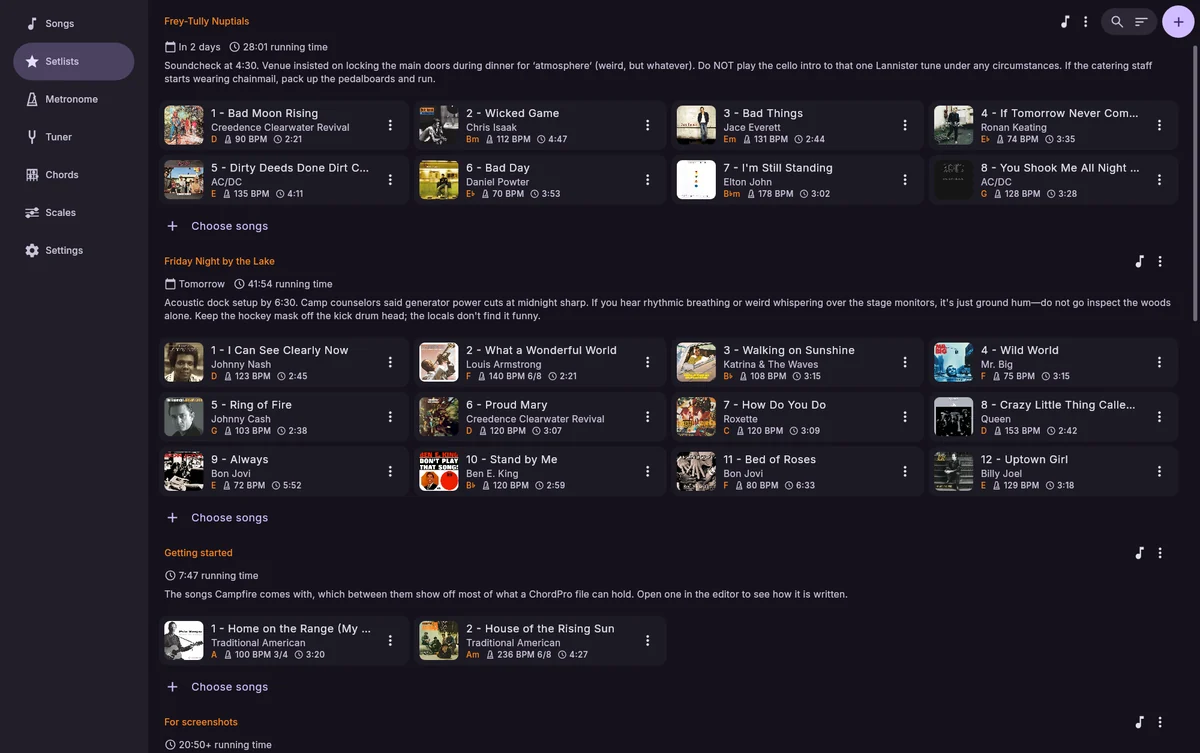 Songs
Setlists
Metronome
Tuner
Chords
Scales
Settings
Frey-Tully Nuptials
In 2 days 28:01 running time
Soundcheck at 4:30. Venue insisted on locking the main doors during dinner for ‘atmosphere’ (weird, but whatever). Do NOT play the cello intro to that one Lannister tune under any circumstances. If the catering staff
starts wearing chainmail, pack up the pedalboards and run.
1 - Bad Moon Rising
Creedence Clearwater Revival
D 90 BPM 2:21
2 - Wicked Game
Chris Isaak
Bm 112 BPM 4:47
3 - Bad Things
Jace Everett
Em 131 BPM 2:44
4 - If Tomorrow Never Com...
Ronan Keating
E♭ 74 BPM 3:35
5 - Dirty Deeds Done Dirt C...
AC/DC
E 135 BPM 4:11
6 - Bad Day
Daniel Powter
E♭ 70 BPM 3:53
7 - I'm Still Standing
Elton John
B♭m 178 BPM 3:02
8 - You Shook Me All Night ...
AC/DC
G 128 BPM 3:28
+ Choose songs
Friday Night by the Lake
Tomorrow 41:54 running time
Acoustic dock setup by 6:30. Camp counselors said generator power cuts at midnight sharp. If you hear rhythmic breathing or weird whispering over the stage monitors, it's just ground hum—do not go inspect the woods
alone. Keep the hockey mask off the kick drum head; the locals don't find it funny.
1 - I Can See Clearly Now
Johnny Nash
D 123 BPM 2:45
2 - What a Wonderful World
Louis Armstrong
F 140 BPM 6/8 2:21
3 - Walking on Sunshine
Katrina & The Waves
B♭ 108 BPM 3:15
4 - Wild World
Mr. Big
F 75 BPM 3:15
5 - Ring of Fire
Johnny Cash
G 103 BPM 2:38
6 - Proud Mary
Creedence Clearwater Revival
D 120 BPM 3:07
7 - How Do You Do
Roxette
C 120 BPM 3:09
8 - Crazy Little Thing Calle...
Queen
D 153 BPM 2:42
9 - Always
Bon Jovi
E 72 BPM 5:52
BEN E. KING
DON'T PLAY
THAT SONG!
10 - Stand by Me
Ben E. King
B♭ 120 BPM 2:59
11 - Bed of Roses
Bon Jovi
F 80 BPM 6:33
12 - Uptown Girl
Billy Joel
E 129 BPM 3:18
+ Choose songs
Getting started
7:47 running time
The songs Campfire comes with, which between them show off most of what a ChordPro file can hold. Open one in the editor to see how it is written.
1 - Home on the Range (My ...
Traditional American
A 100 BPM 3/4 3:20
2 - House of the Rising Sun
Traditional American
Am 236 BPM 6/8 4:27
+ Choose songs
For screenshots
20:50+ running time